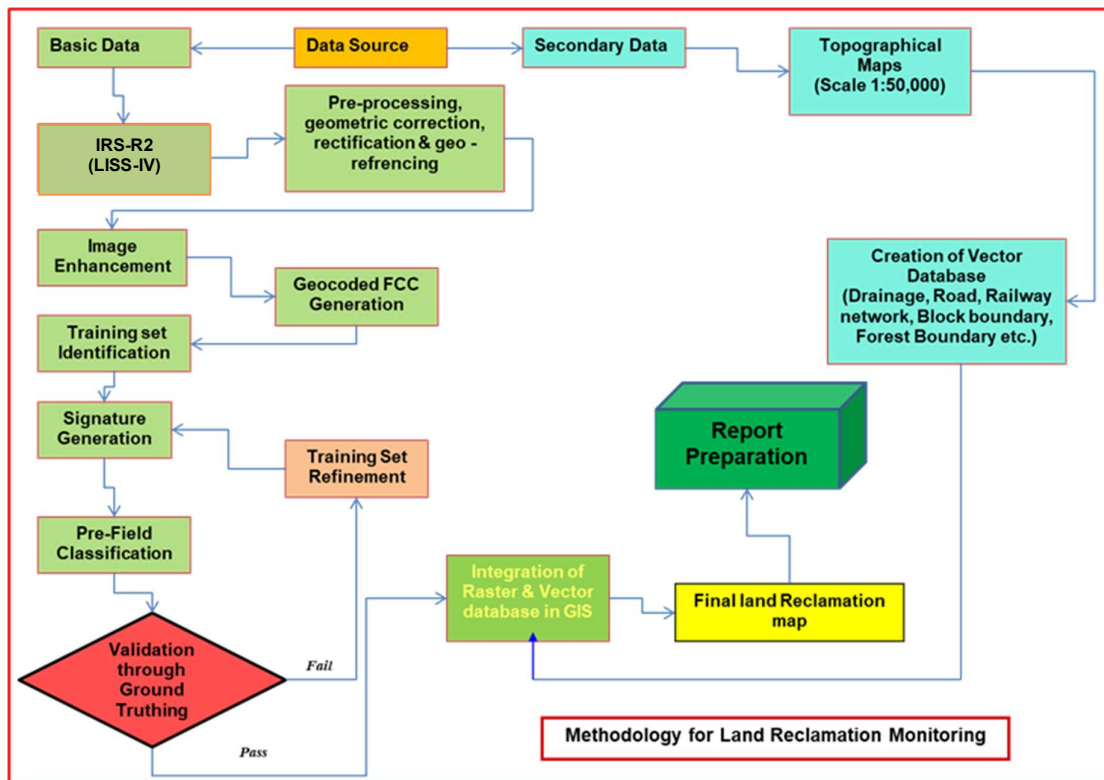 Basic Data
Data Source
Secondary Data
Topographical
Maps
(Scale 1:50,000)
IRS-R2
(LISS-IV)
Pre-processing,
geometric correction,
rectification & geo -
refrencing
Image
Enhancement
Geocoded FCC
Generation
Creation of Vector
Database
(Drainage, Road, Railway
network, Block boundary,
Forest Boundary etc.)
Training set
Identification
Signature
Generation
Training Set
Refinement
Report
Preparation
Pre-Field
Classification
Integration of
Raster & Vector
database in GIS
Final land Reclamation
map
Validation
through
Ground
Truthing
Fail
Pass
Methodology for Land Reclamation Monitoring